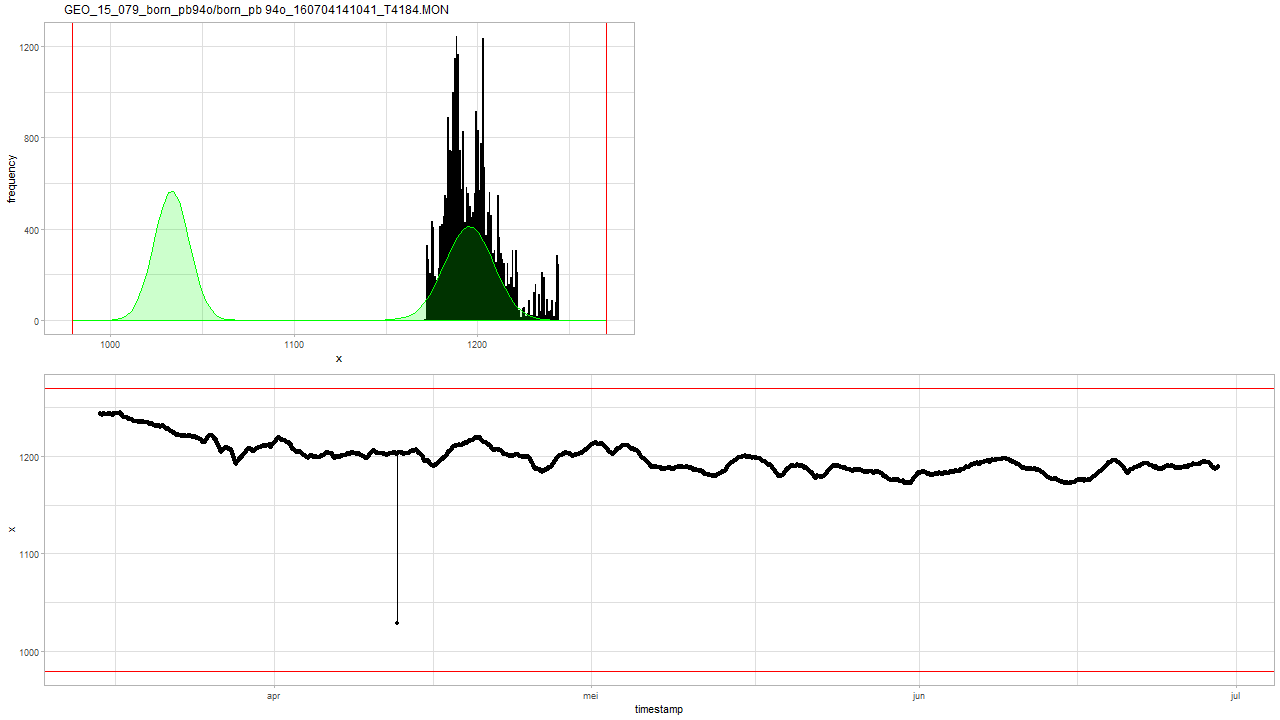 GEO_15_079_born_pb94o/born_pb 94o_160704141041_T4184.MON
1200
800
400
0
frequency
1000 1100 1200
x
1200
1100
1000
x
apr mei jun jul
timestamp